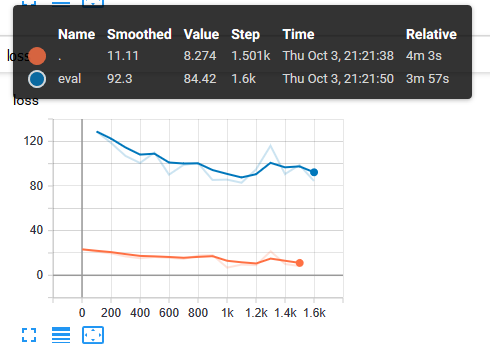 Name Smoothed Value Step Time Relative
. 11.11 8.274 1.501k Thu Oct 3, 21:21:38 4m 3s
eval 92.3 84.42 1.6k Thu Oct 3, 21:21:50 3m 57s
loss
loss
120
80
40
0
0 200 400 600 800 1k 1.2k 1.4k 1.6k